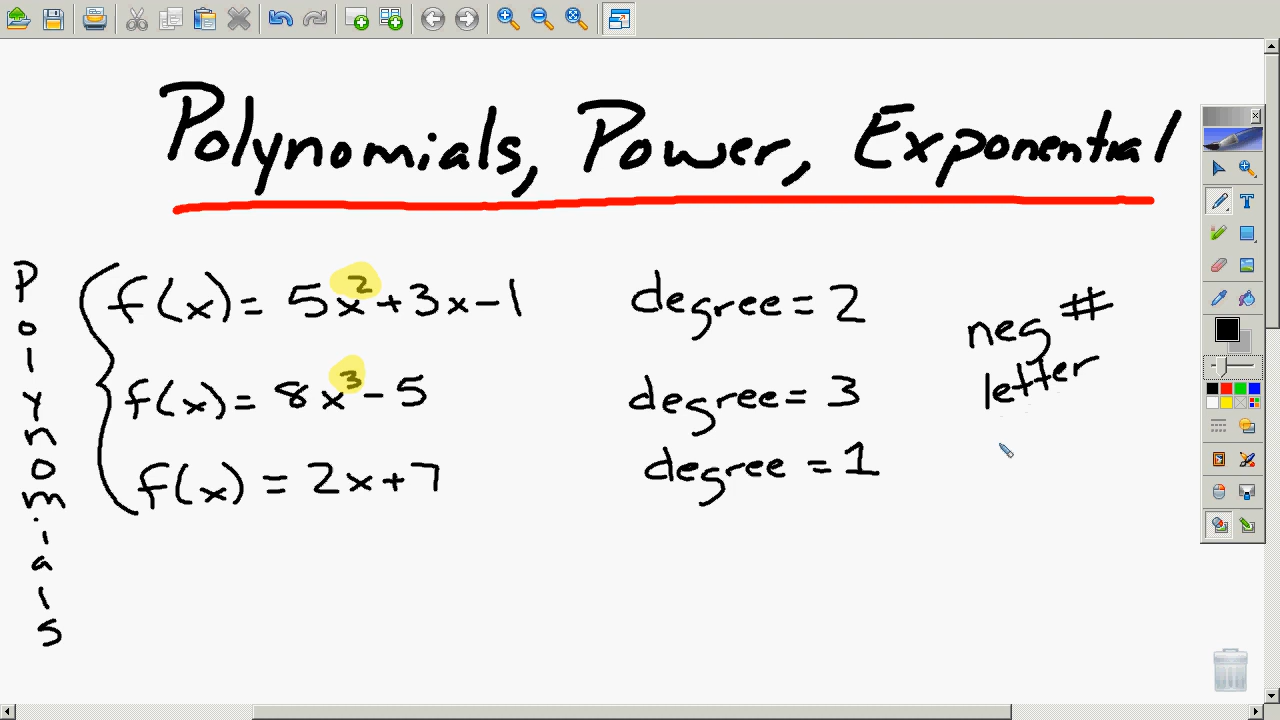 Polynomials, Power, Exponential
Polynomials
f(x) = 5x²+3x-1
degree = 2
f(x) = 8x³-5
degree = 3
f(x) = 2x+7
degree = 1
neg #
letter
T